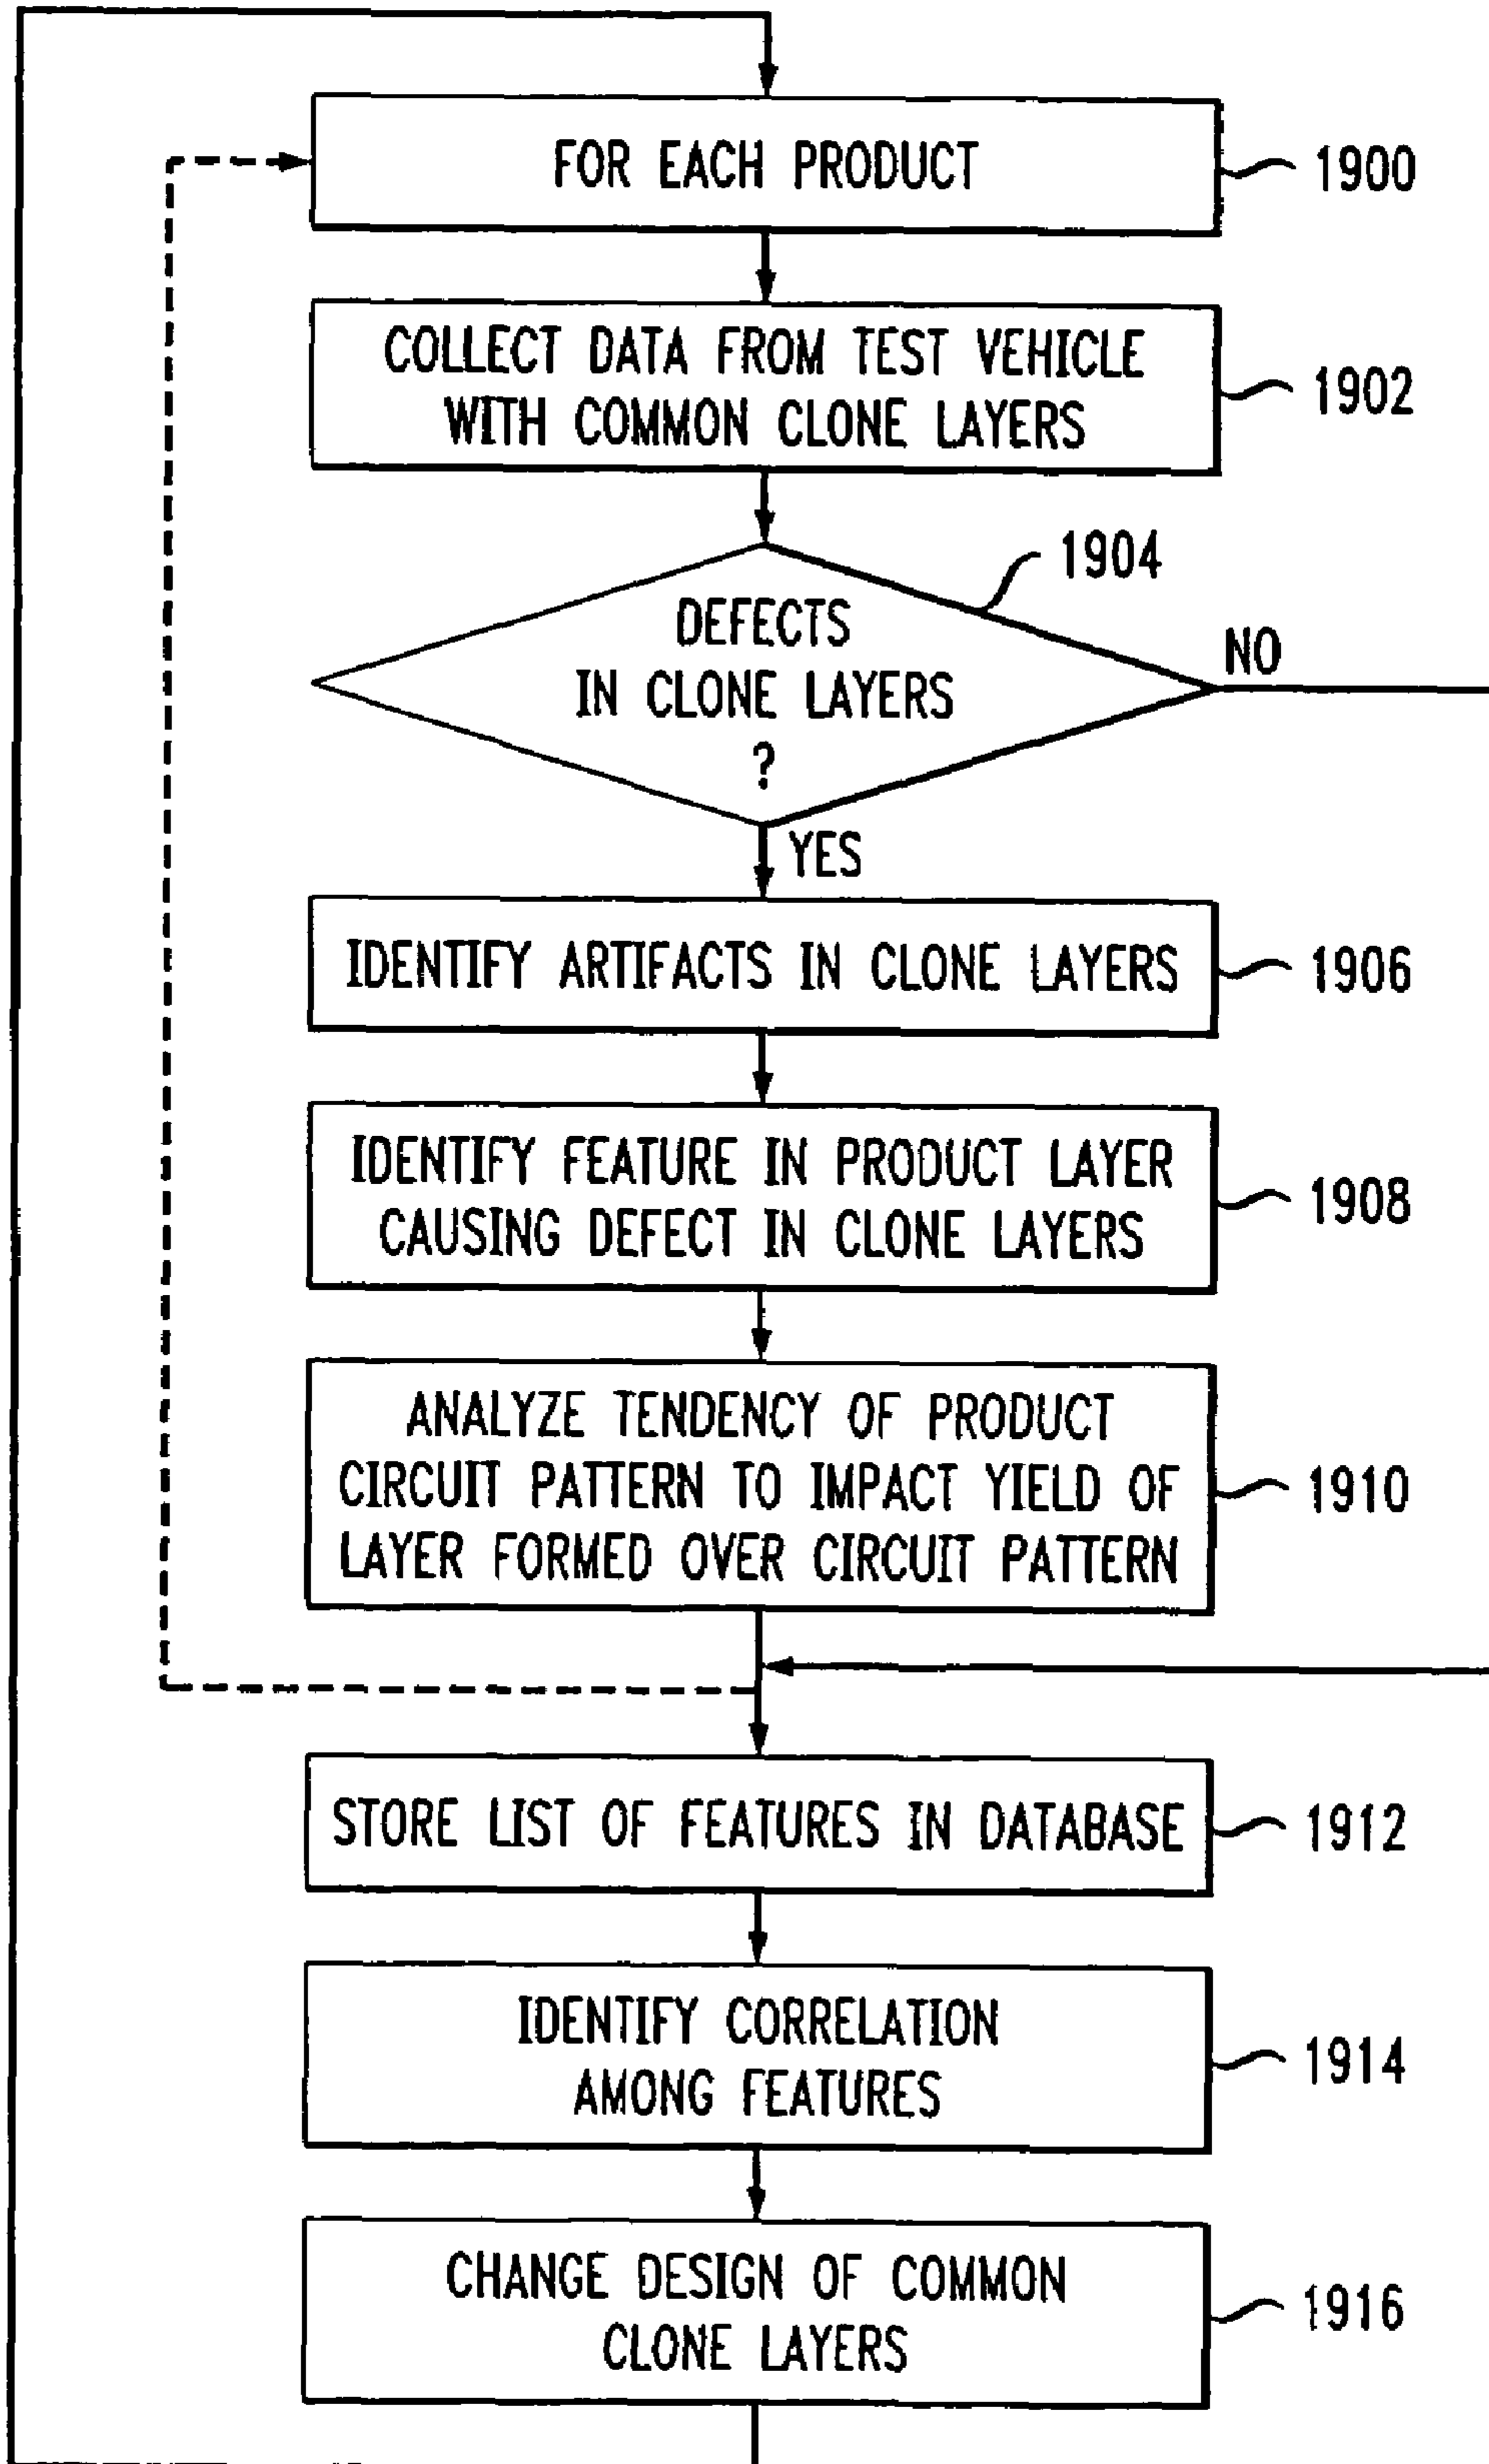 FOR EACH PRODUCT
1900
COLLECT DATA FROM TEST VEHICLE
WITH COMMON CLONE LAYERS
1902
1904
DEFECTS
IN CLONE LAYERS
?
NO
YES
IDENTIFY ARTIFACTS IN CLONE LAYERS
1906
IDENTIFY FEATURE IN PRODUCT LAYER
CAUSING DEFECT IN CLONE LAYERS
1908
ANALYZE TENDENCY OF PRODUCT
CIRCUIT PATTERN TO IMPACT YIELD OF
LAYER FORMED OVER CIRCUIT PATTERN
1910
STORE LIST OF FEATURES IN DATABASE
1912
IDENTIFY CORRELATION
AMONG FEATURES
1914
CHANGE DESIGN OF COMMON
CLONE LAYERS
1916